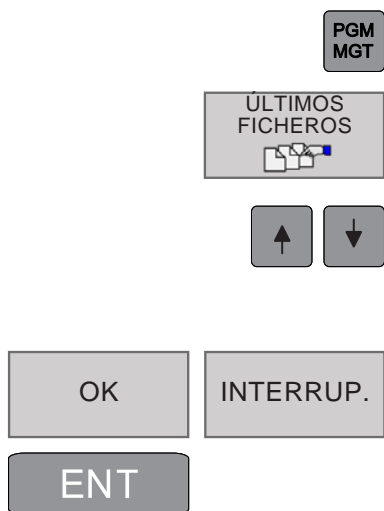 PGM
MGT
ÚLTIMOS
FICHEROS
OK
INTERRUP.
ENT